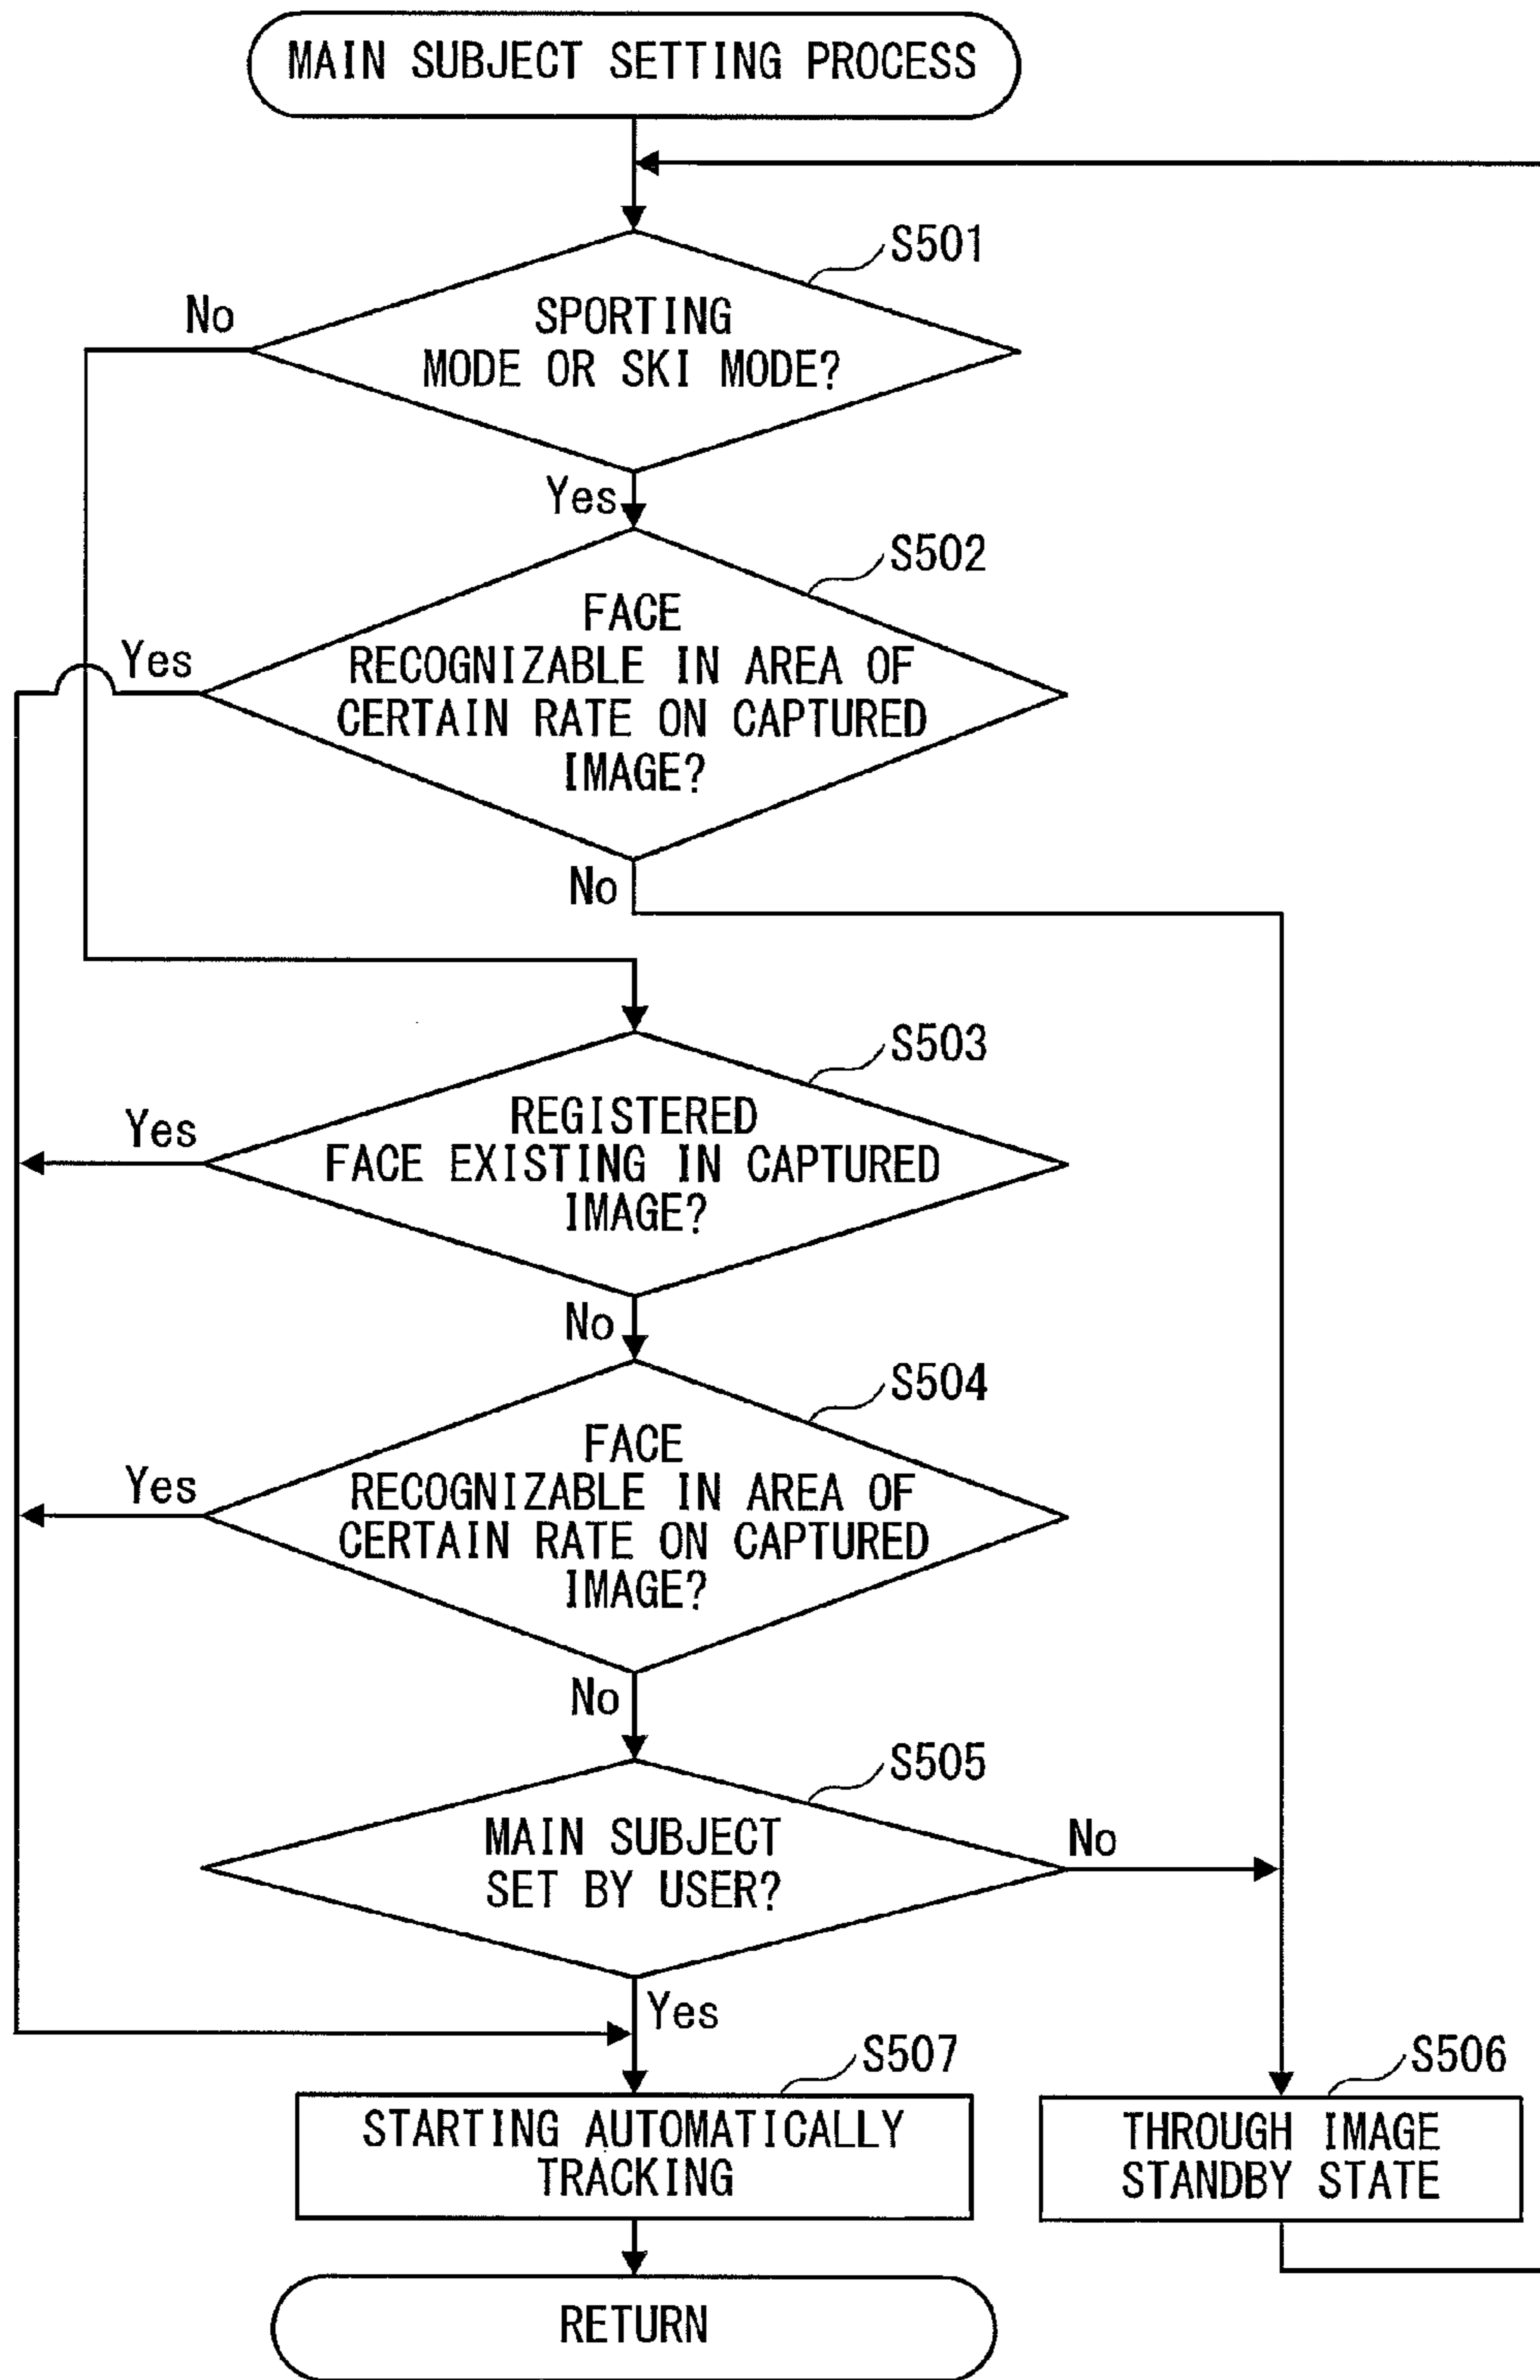 MAIN SUBJECT SETTING PROCESS
S501
No
SPORTING
MODE OR SKI MODE?
Yes
S502
Yes
FACE
RECOGNIZABLE IN AREA OF
CERTAIN RATE ON CAPTURED
IMAGE?
No
S503
Yes
REGISTERED
FACE EXISTING IN CAPTURED
IMAGE?
No
S504
Yes
FACE
RECOGNIZABLE IN AREA OF
CERTAIN RATE ON CAPTURED
IMAGE?
No
S505
MAIN SUBJECT
SET BY USER?
No
Yes
S507
STARTING AUTOMATICALLY
TRACKING
S506
THROUGH IMAGE
STANDBY STATE
RETURN